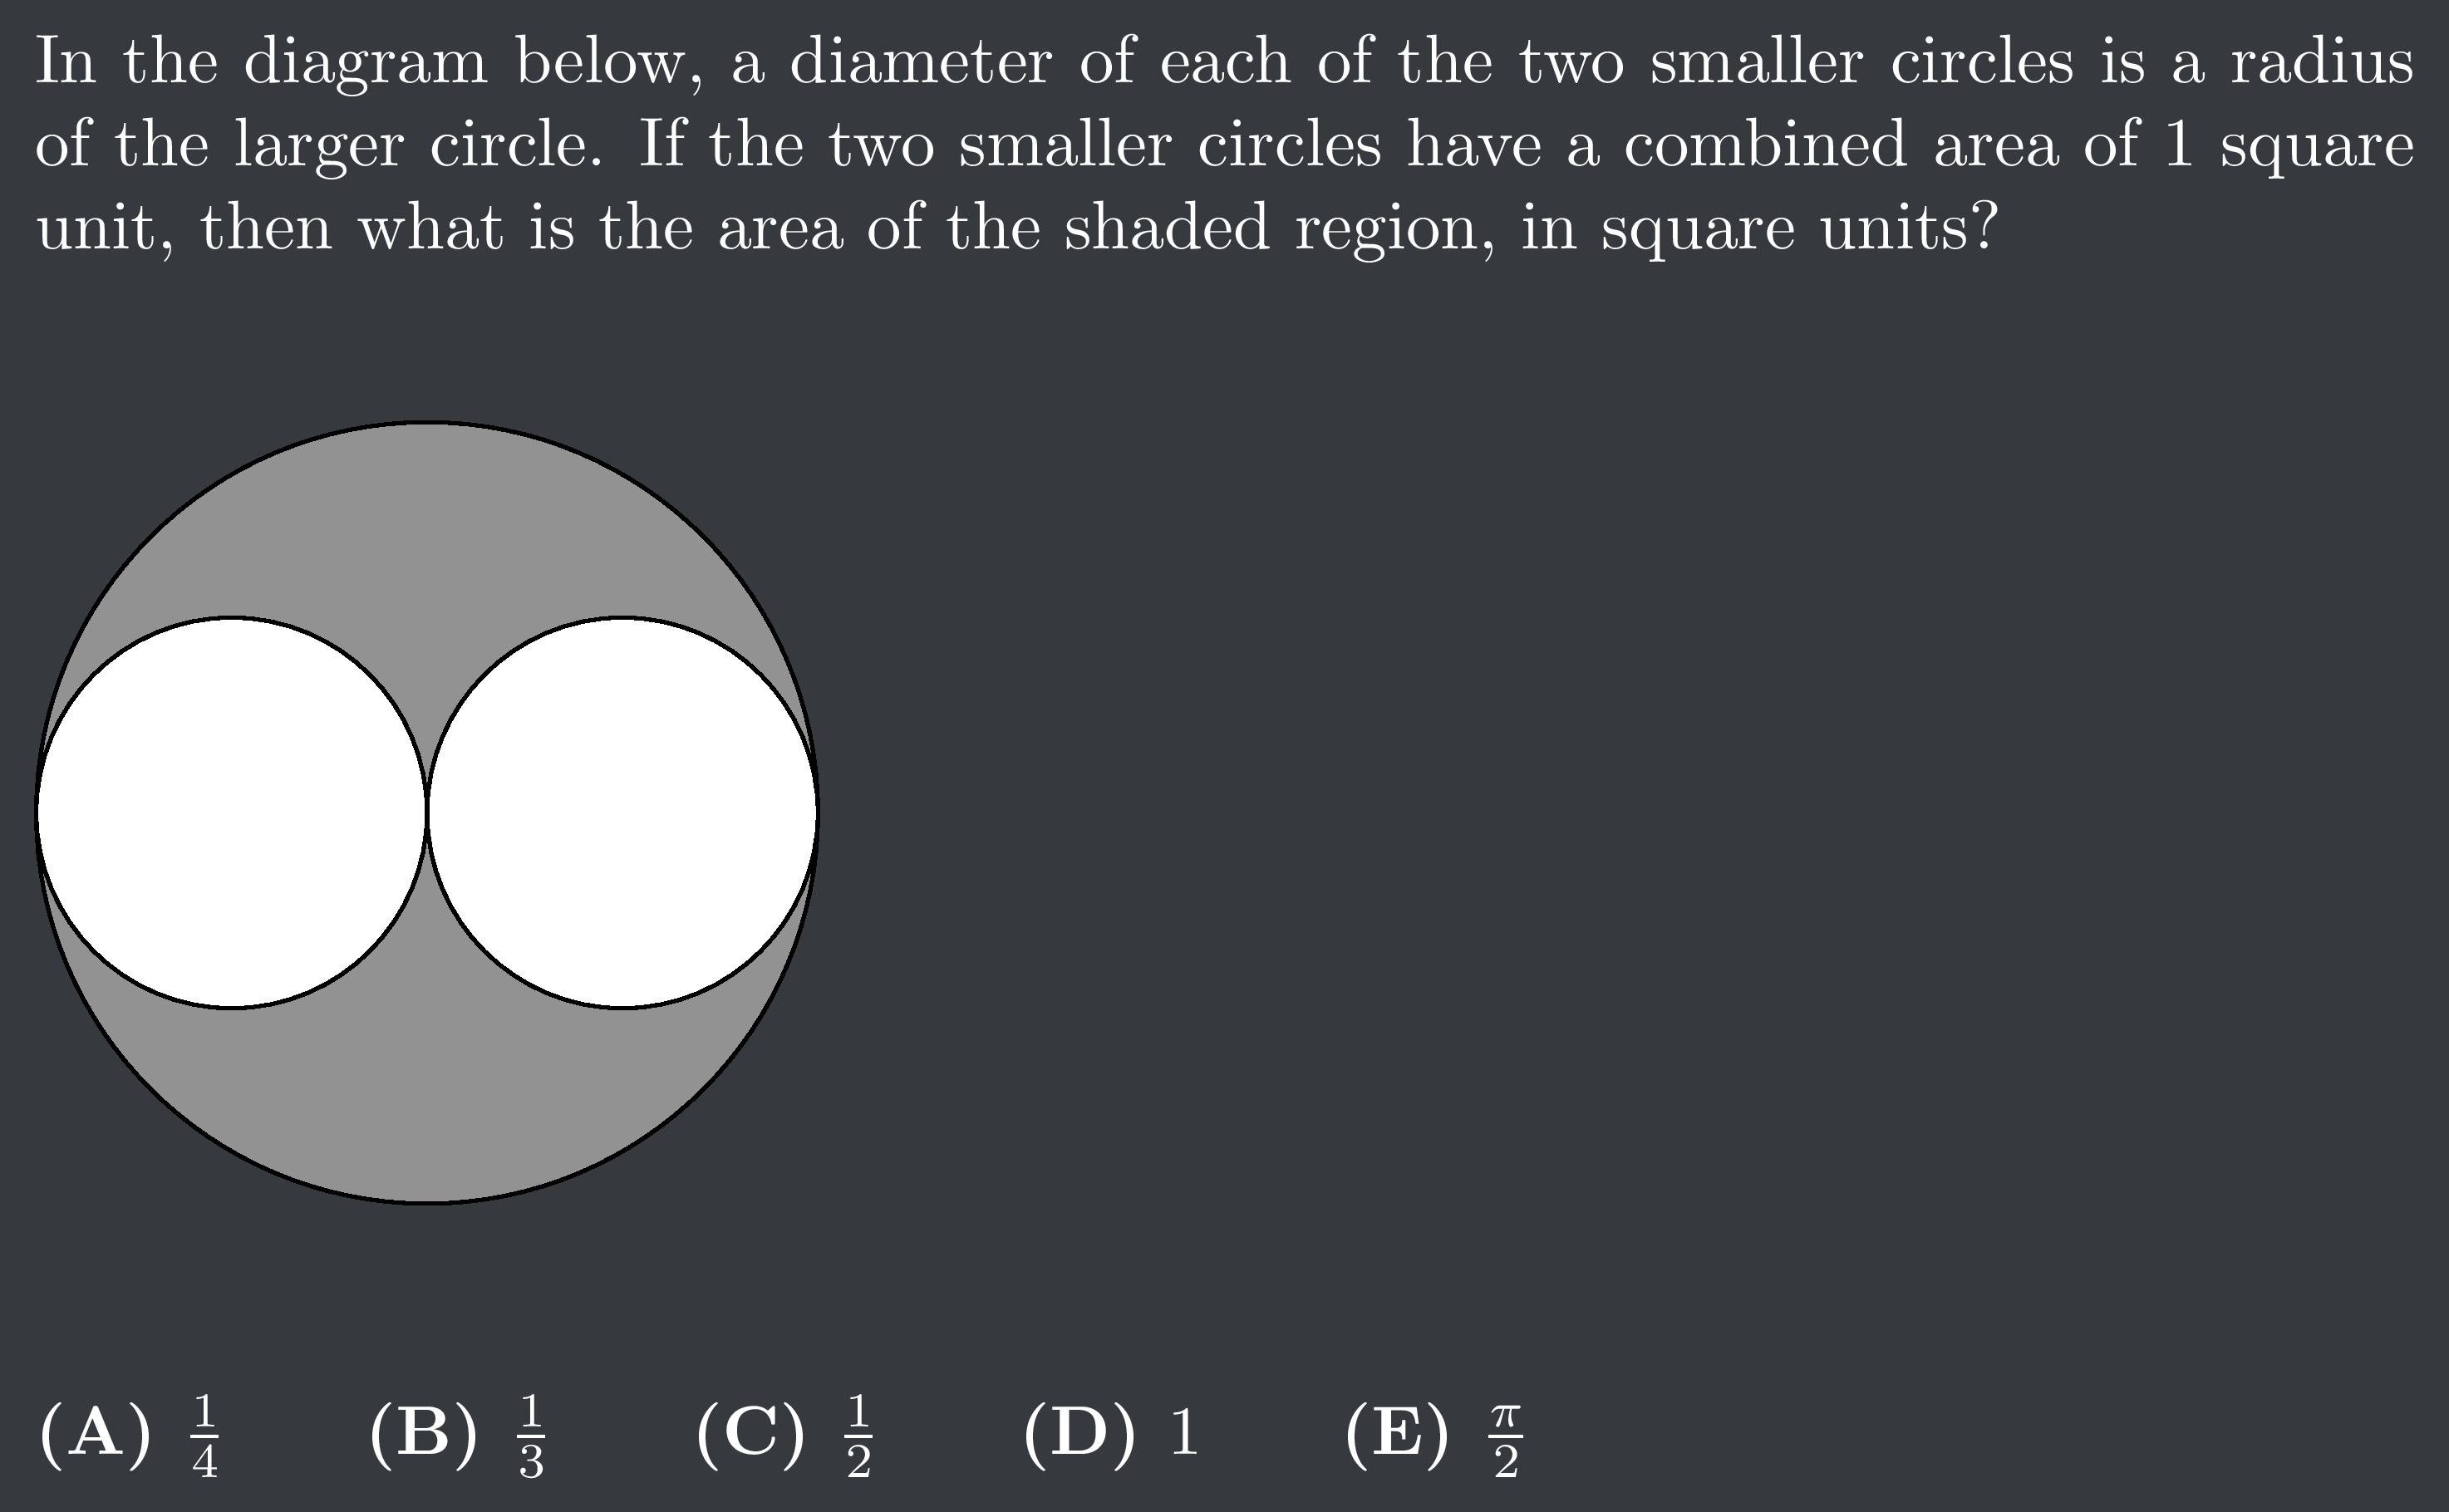 In the diagram below, a diameter of each of the two smaller circles is a radius
of the larger circle. If the two smaller circles have a combined area of 1 square
unit, then what is the area of the shaded region, in square units?
(A) $\frac{1}{4}$ (B) $\frac{1}{3}$ (C) $\frac{1}{2}$ (D) 1 (E) $\frac{\pi}{2}$